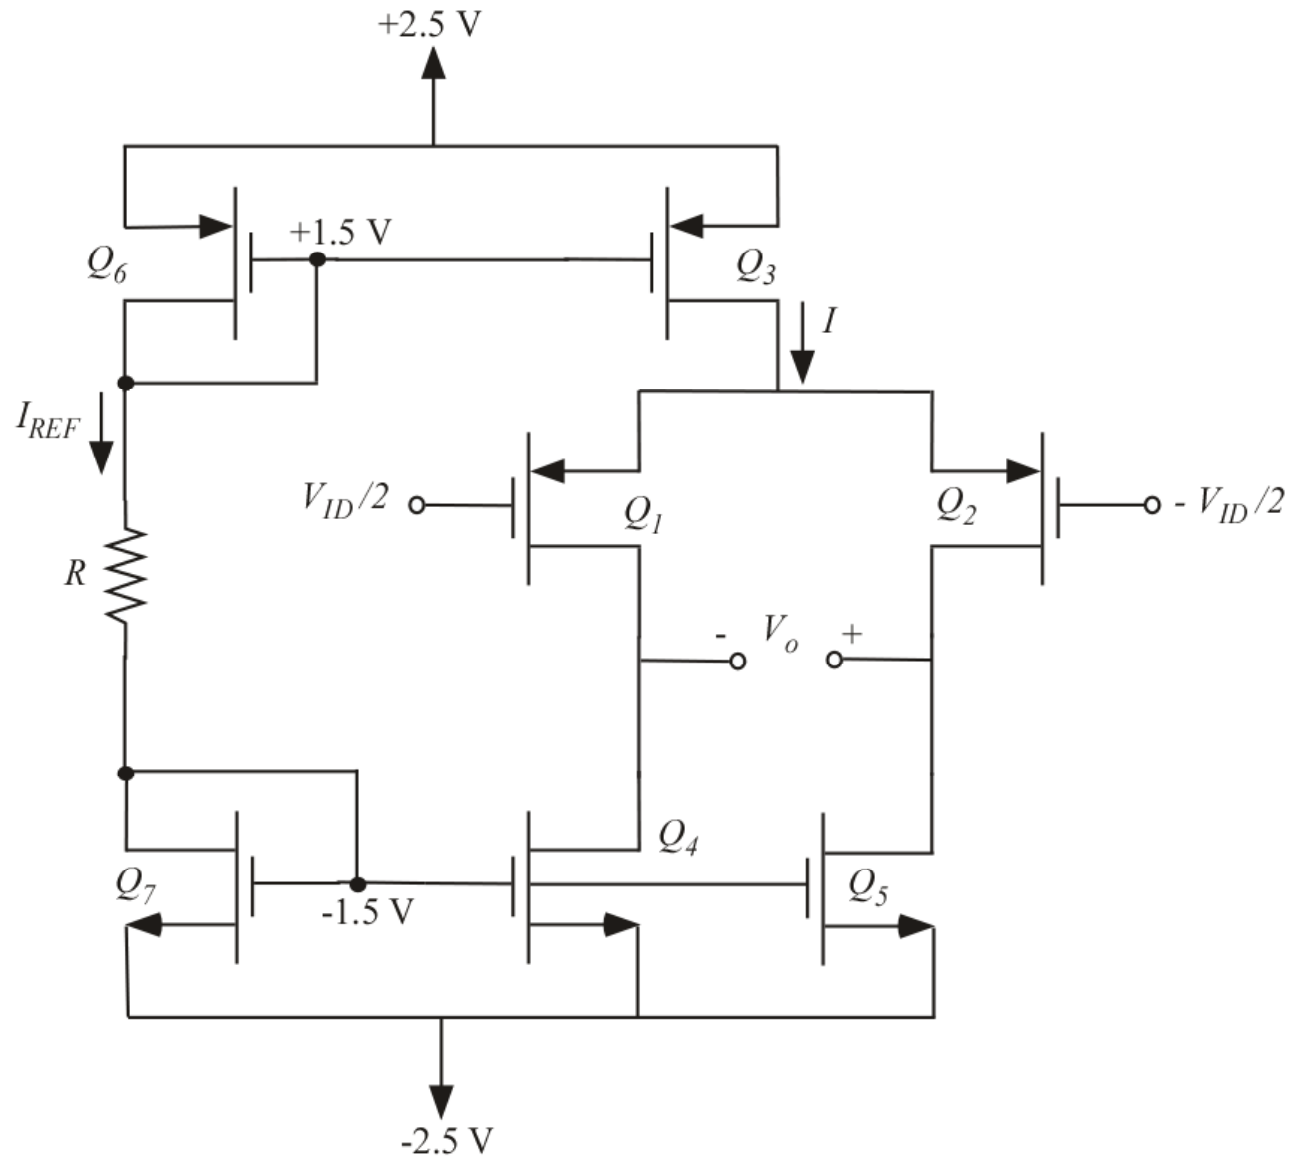 +2.5 V
+1.5 V
Q6
Q3
I
IREF
VID/2
Q1
Q2
- VID/2
R
- Vo +
Q4
Q7
Q5
-1.5 V
-2.5 V